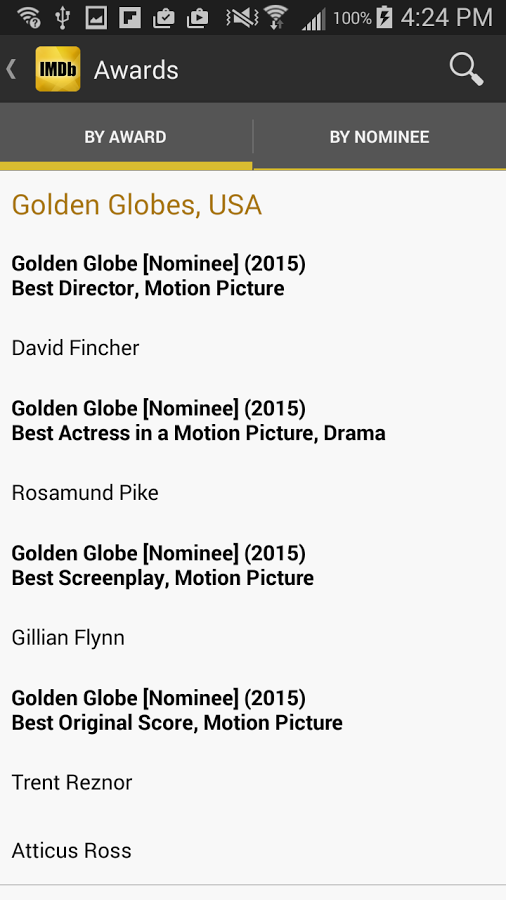 100% 4:24 PM
IMDb Awards
BY AWARD BY NOMINEE
Golden Globes, USA
Golden Globe [Nominee] (2015)
Best Director, Motion Picture
David Fincher
Golden Globe [Nominee] (2015)
Best Actress in a Motion Picture, Drama
Rosamund Pike
Golden Globe [Nominee] (2015)
Best Screenplay, Motion Picture
Gillian Flynn
Golden Globe [Nominee] (2015)
Best Original Score, Motion Picture
Trent Reznor
Atticus Ross